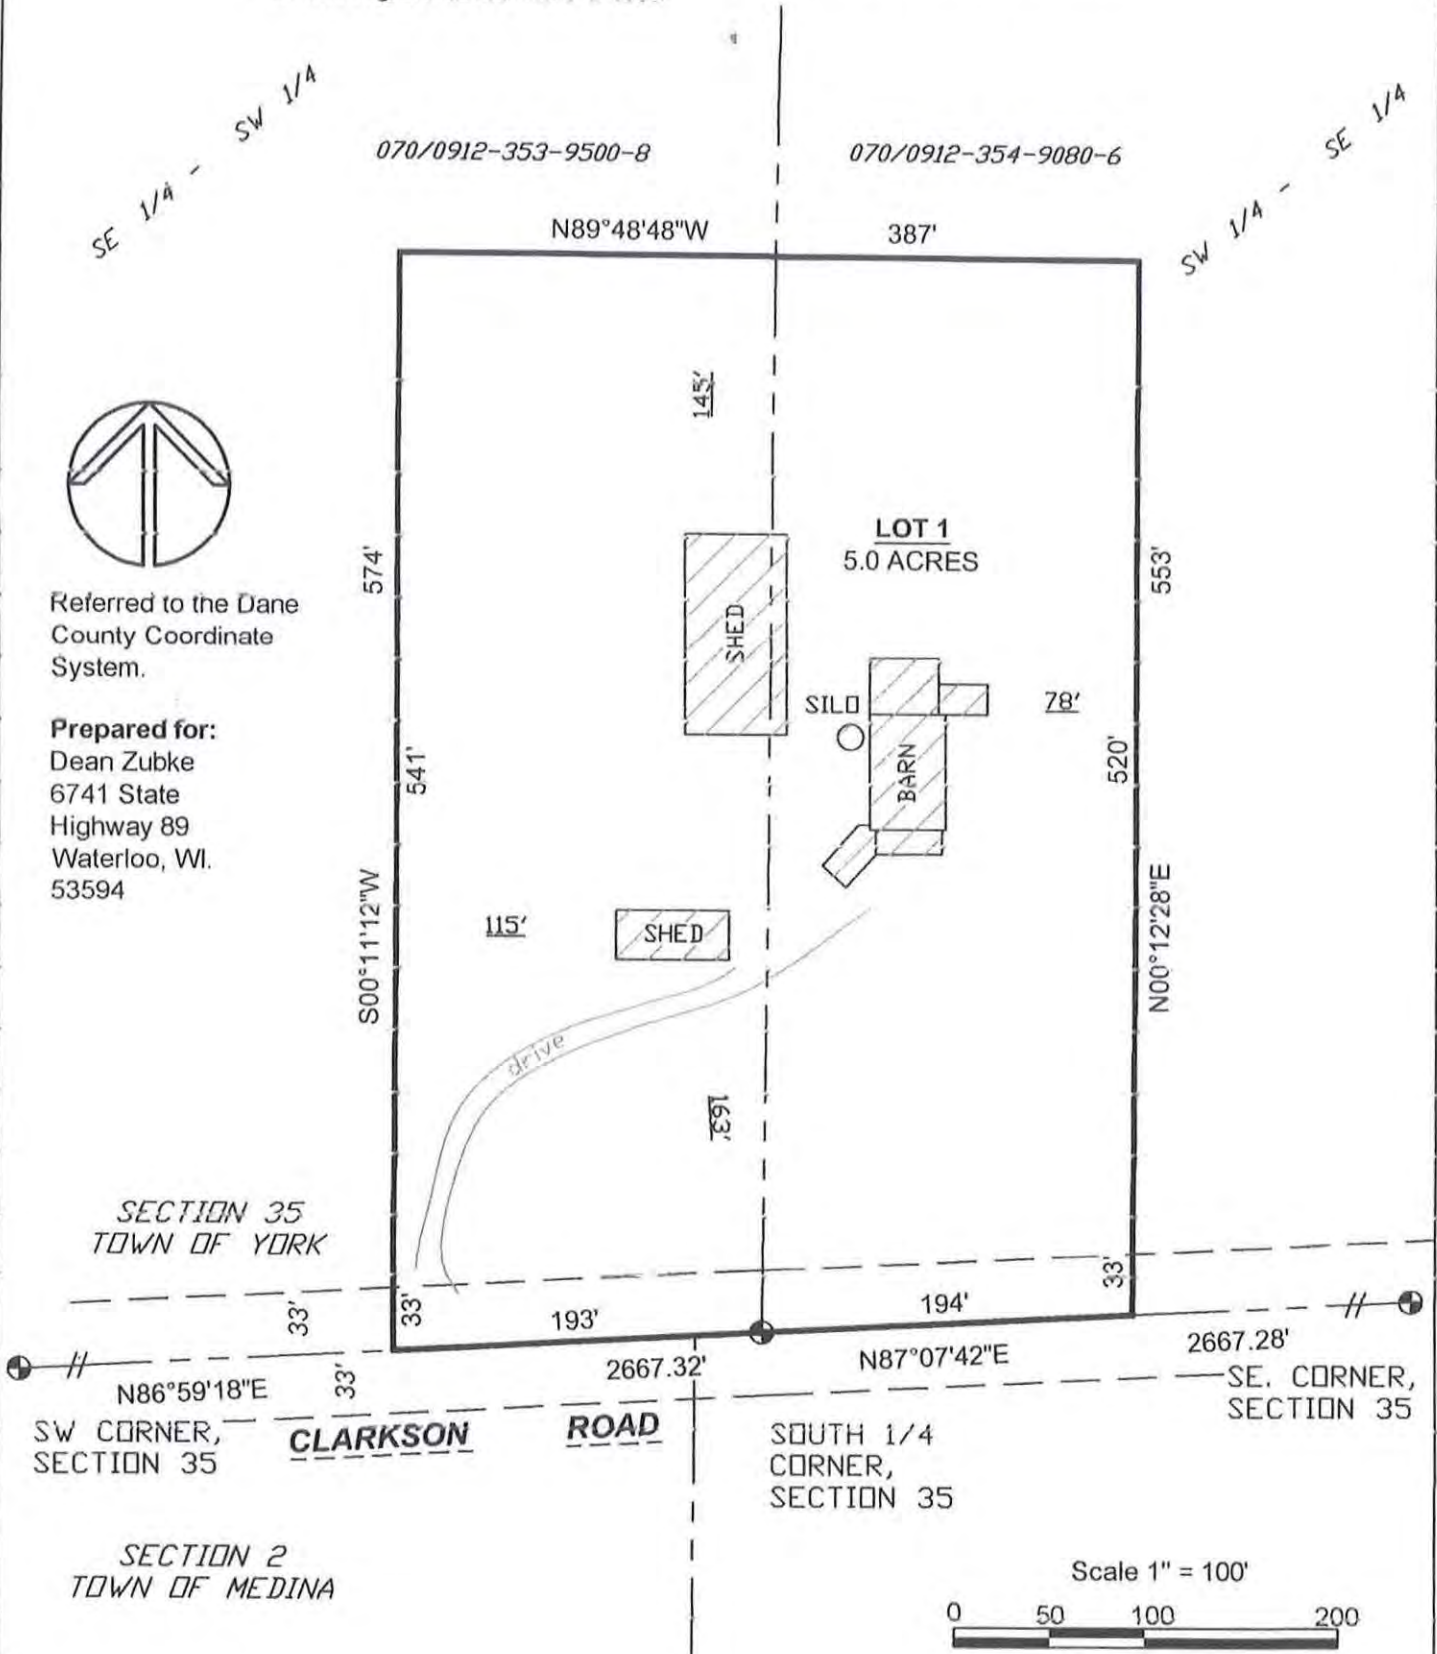 SE 1/4 - SW 1/4
070/0912-353-9500-8
070/0912-354-9080-6
SW 1/4 - SE 1/4
N89°48'48"W
387'
145'
LOT 1
5.0 ACRES
574'
553'
Referred to the Dane
County Coordinate
System.
SHED
SILO
78'
Prepared for:
Dean Zubke
6741 State
Highway 89
Waterloo, WI.
53594
541'
BARN
520'
S00°11'12"W
115'
SHED
N00°12'28"E
drive
163'
SECTION 35
TOWN OF YORK
33'
33'
193'
194'
33'
N86°59'18"E
33'
2667.32'
N87°07'42"E
2667.28'
SW CORNER,
SECTION 35
CLARKSON ROAD
SOUTH 1/4
CORNER,
SECTION 35
SE. CORNER,
SECTION 35
SECTION 2
TOWN OF MEDINA
Scale 1" = 100'
0 50 100 200